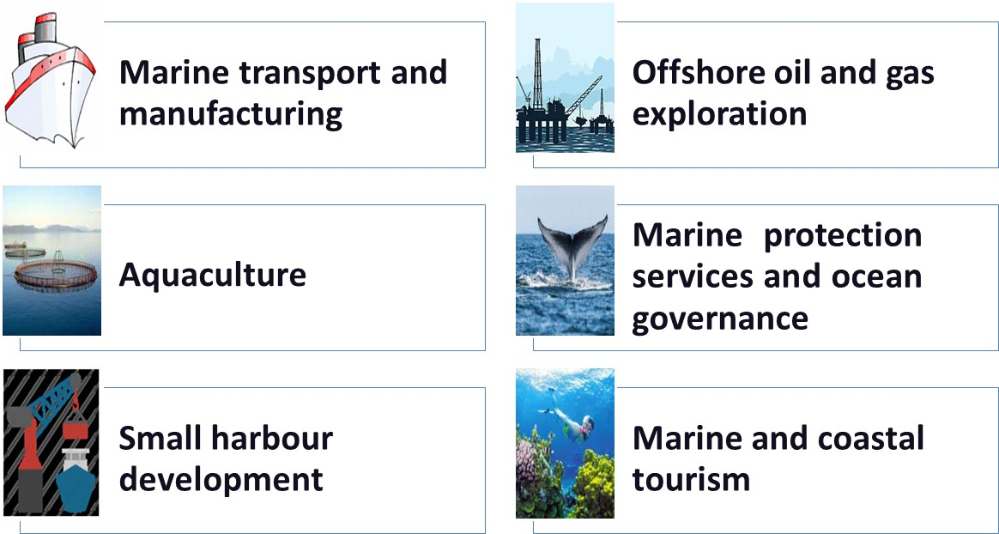 Marine transport and
manufacturing
Offshore oil and gas
exploration
Aquaculture
Marine protection
services and ocean
governance
Small harbour
development
Marine and coastal
tourism